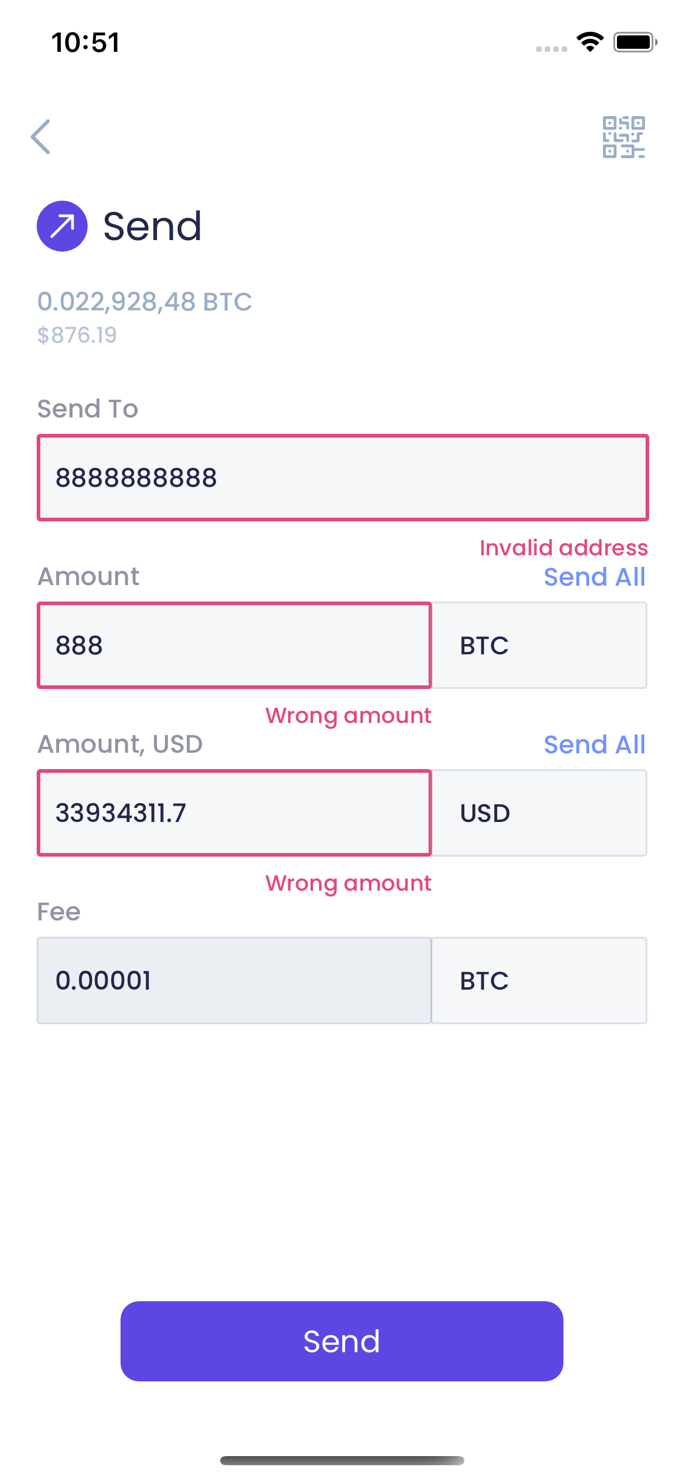 10:51
Send
0.022,928,48 BTC
$876.19
Send To
8888888888
Invalid address
Amount
Send All
888
BTC
Wrong amount
Amount, USD
Send All
33934311.7
USD
Wrong amount
Fee
0.00001
BTC
Send